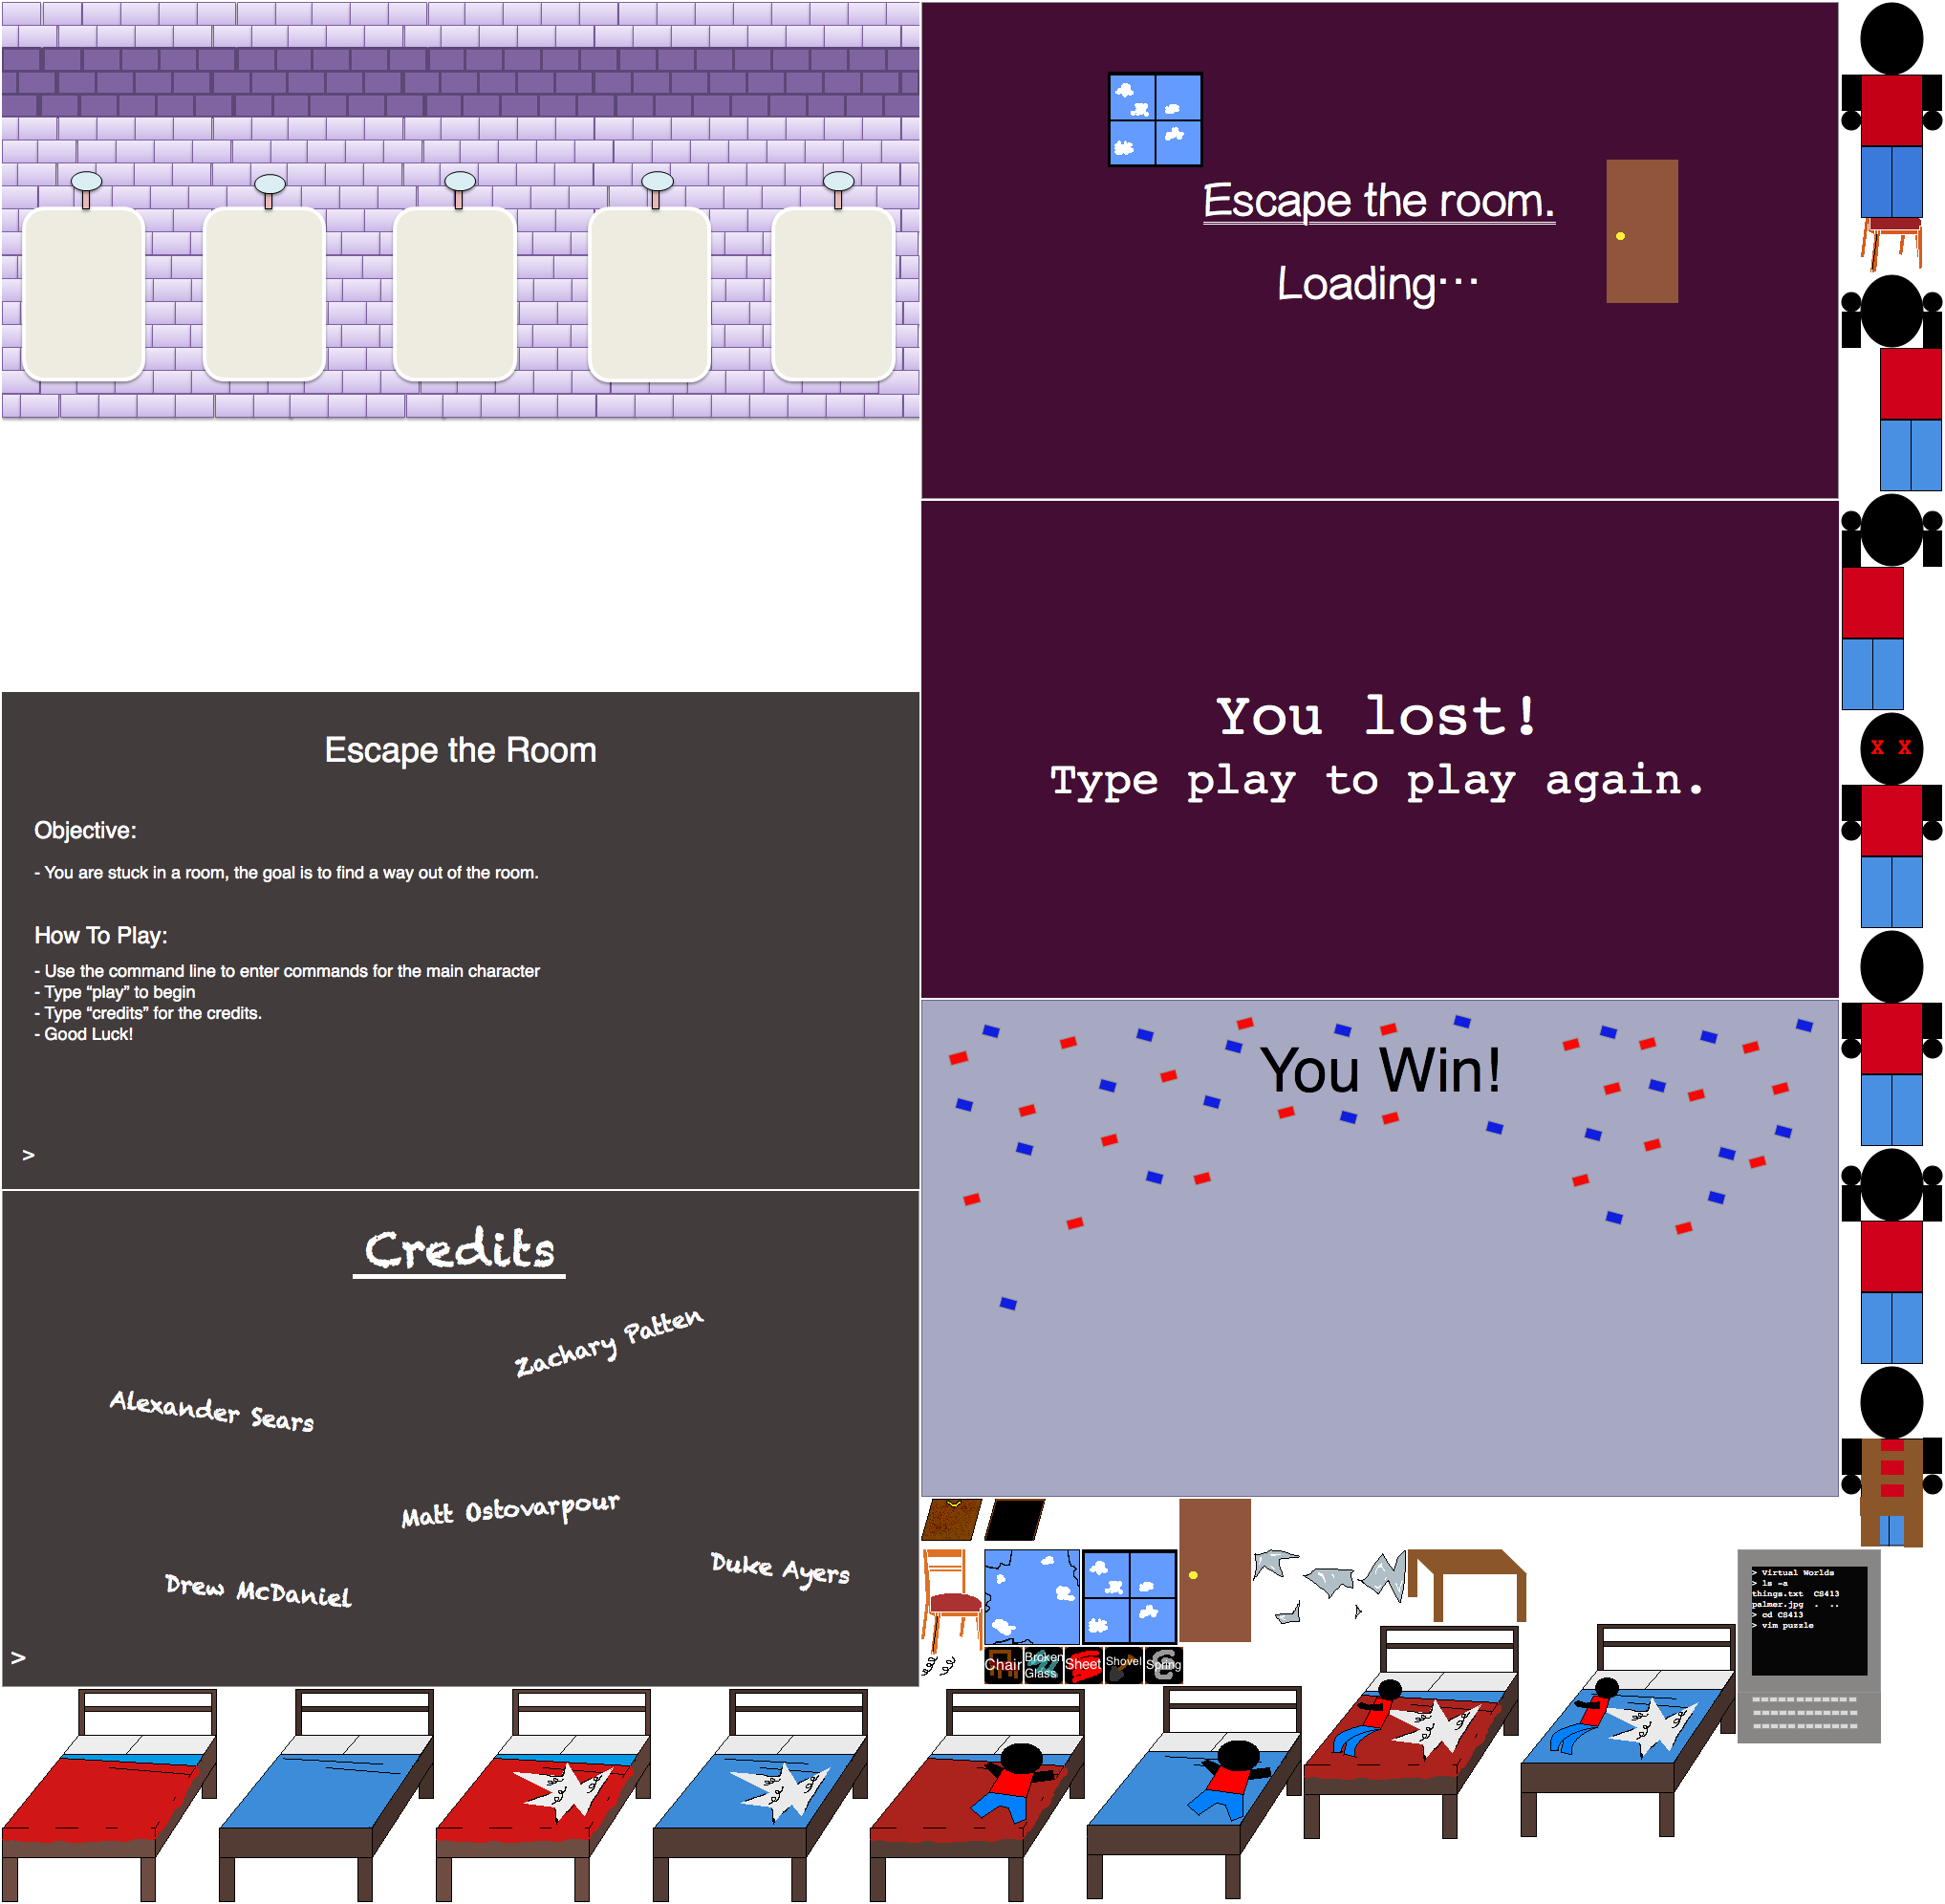 Escape the room.
Loading...
You lost!
Type play to play again.
Escape the Room
Objective:
- You are stuck in a room, the goal is to find a way out of the room.
How To Play:
- Use the command line to enter commands for the main character
- Type “play” to begin
- Type “credits” for the credits.
- Good Luck!
>
x x
You Win!
Credits
Zachary Patten
Alexander Sears
Matt Ostovarpour
Duke Ayers
Drew McDaniel
>
Chair
Broken
Glass
Sheet
Shovel
Spring
> Virtual Worlds
> ls -a
things.txt CS413
palmer.jpg . ..
> cd CS413
> vim puzzle